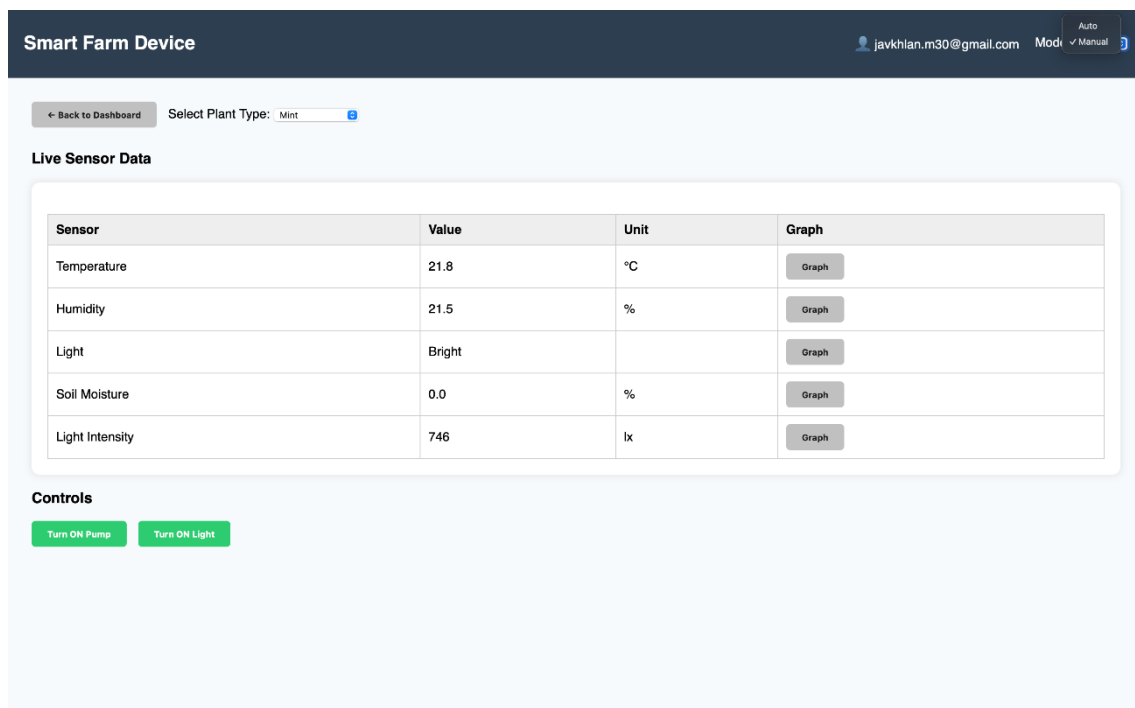 Smart Farm Device
javkhlan.m30@gmail.com
Auto
✓ Manual
← Back to Dashboard
Select Plant Type: Mint
Live Sensor Data
Sensor Value Unit Graph
Temperature 21.8 °C Graph
Humidity 21.5 % Graph
Light Bright Graph
Soil Moisture 0.0 % Graph
Light Intensity 746 lx Graph
Controls
Turn ON Pump Turn ON Light